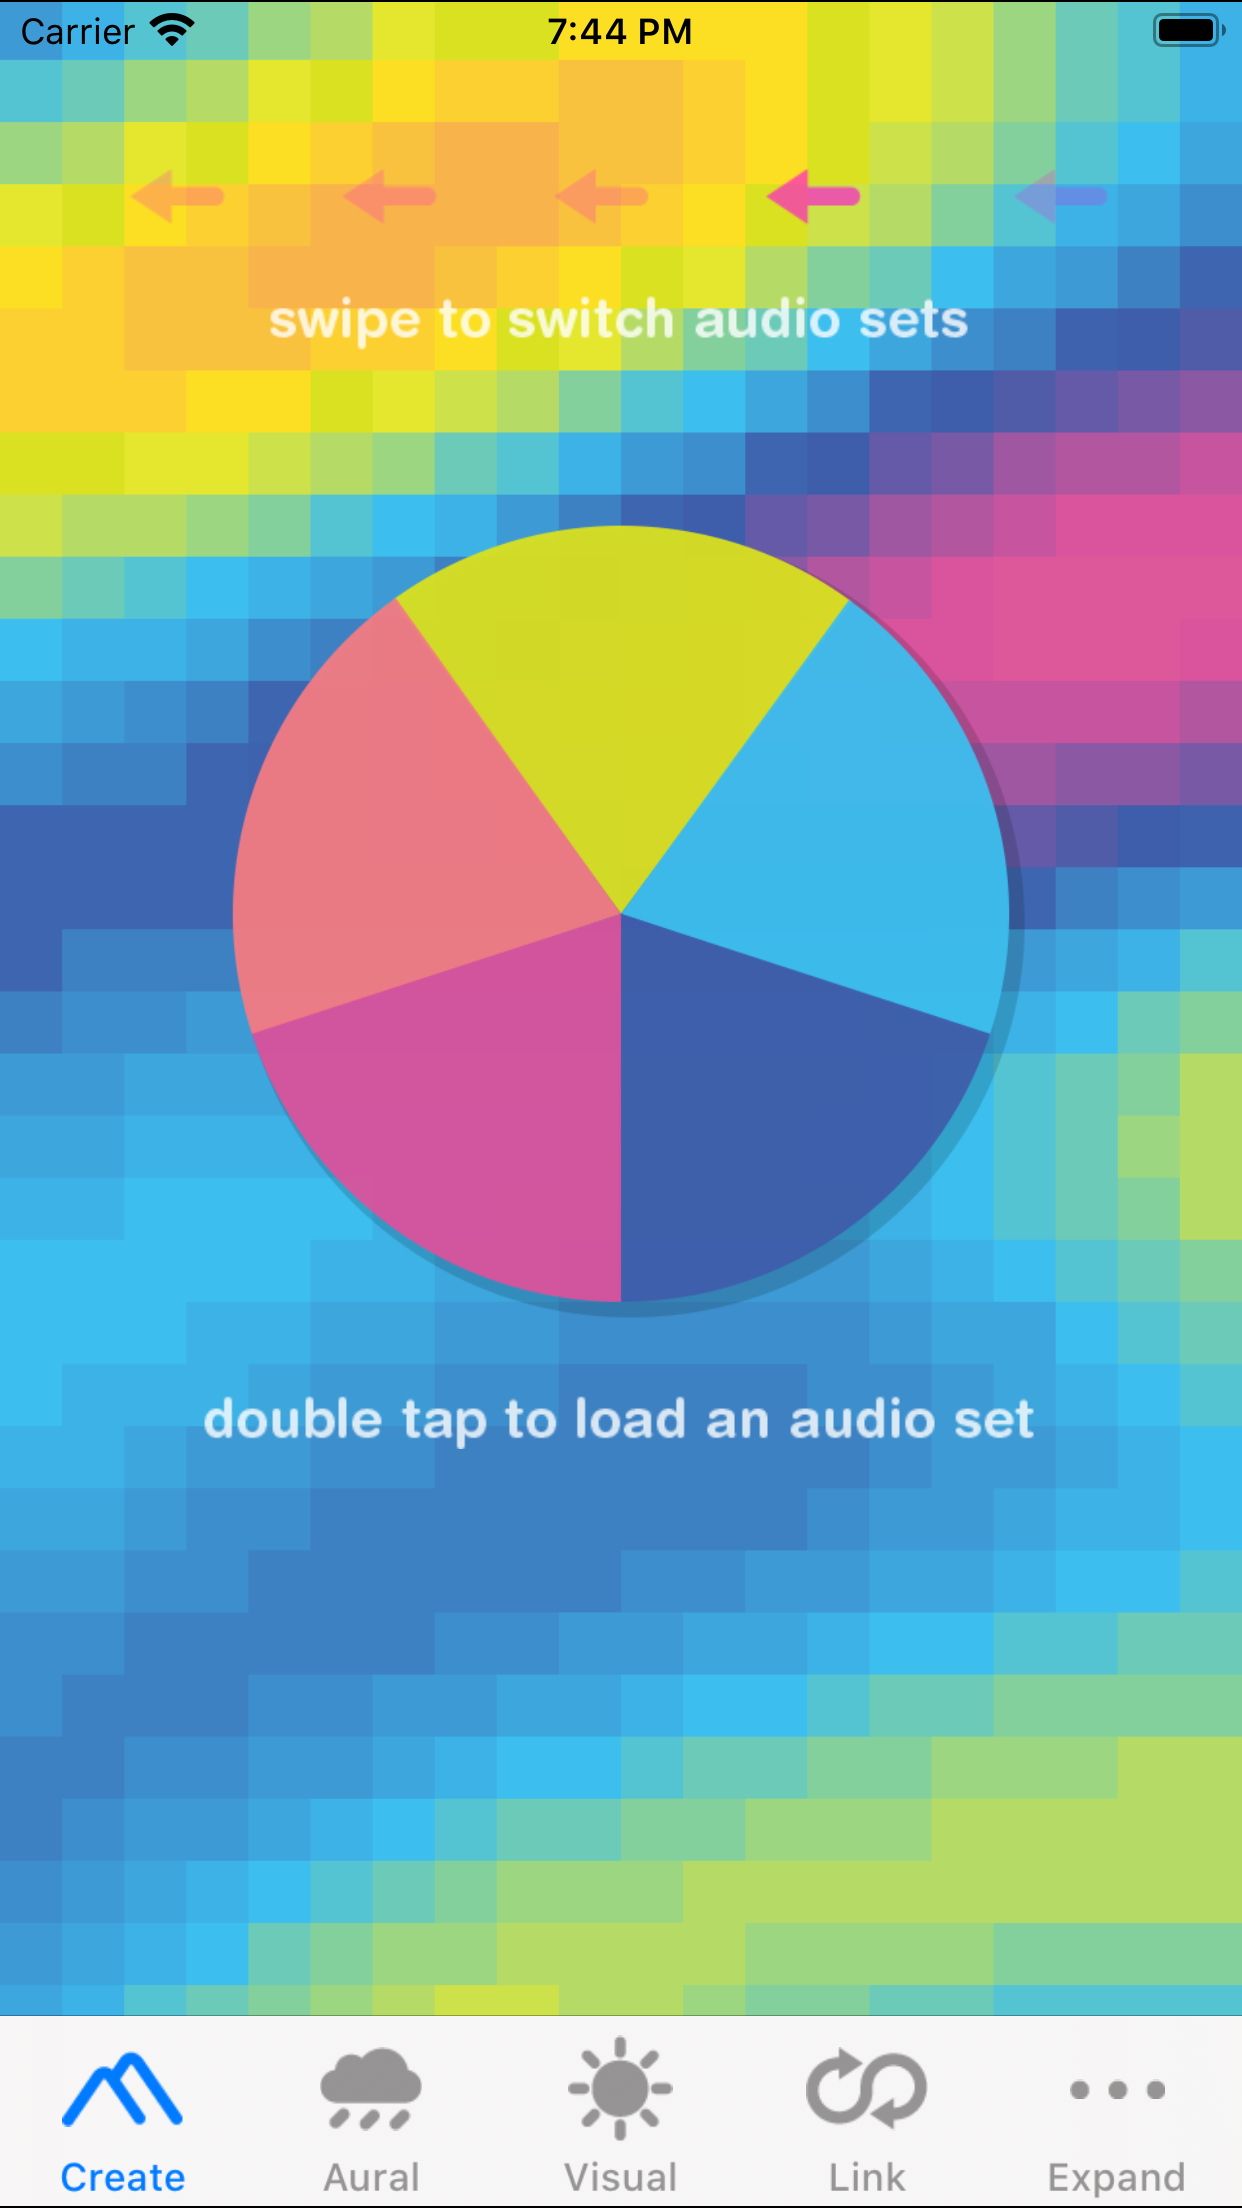 Carrier 7:44 PM
swipe to switch audio sets
double tap to load an audio set
Create Aural Visual Link Expand